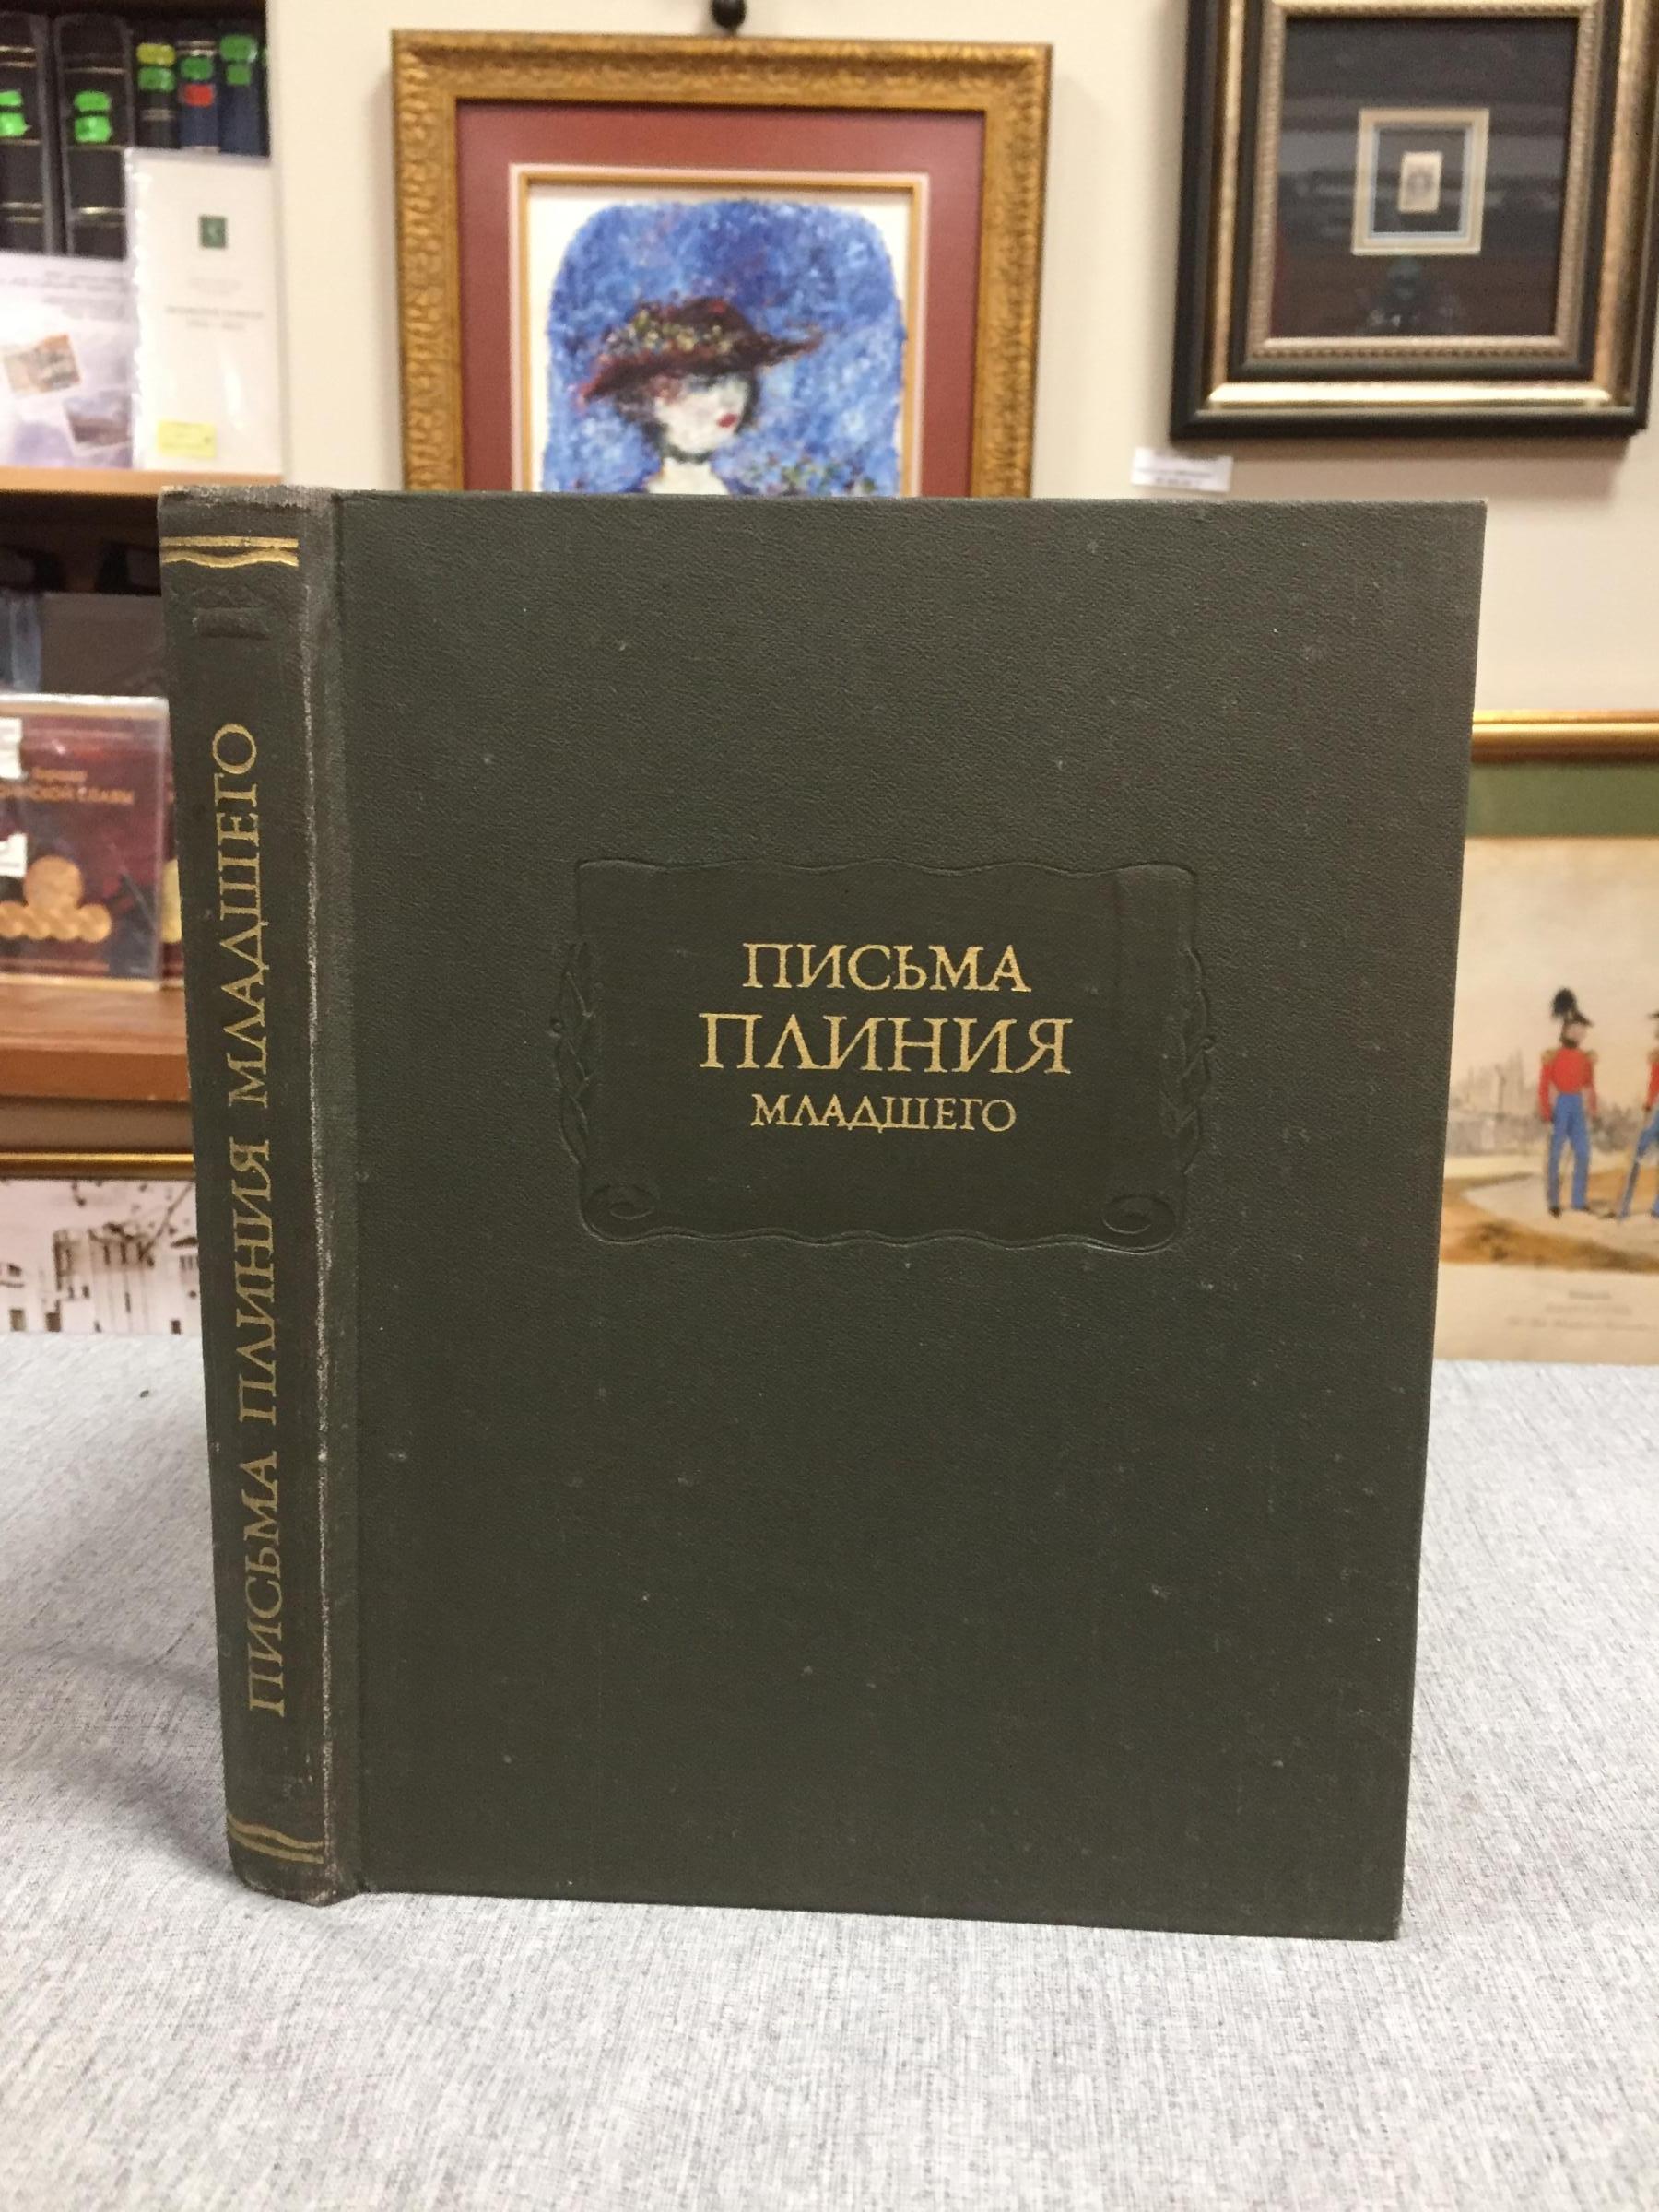 ПИСЬМА ПЛИНИЯ МЛАДШЕГО
ПИСЬМА
ПЛИНИЯ
МЛАДШЕГО